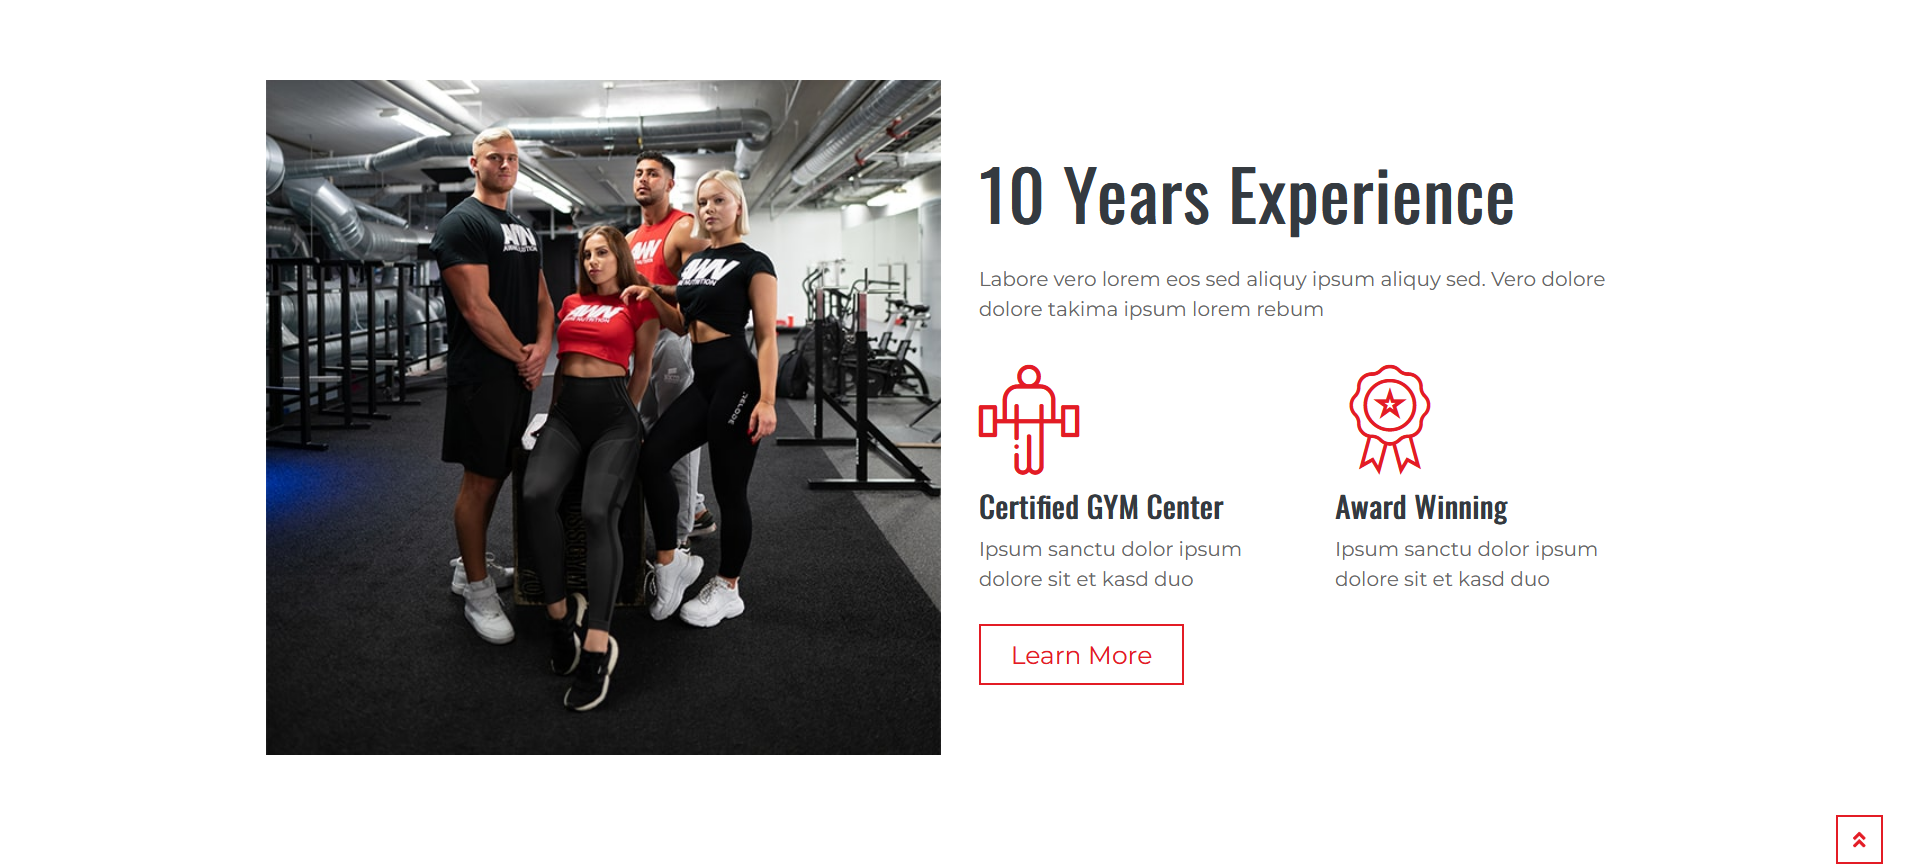 10 Years Experience
Labore vero lorem eos sed aliquy ipsum aliquy sed. Vero dolore
dolore takima ipsum lorem rebum
Certified GYM Center
Award Winning
Ipsum sanctu dolor ipsum
dolore sit et kasd duo
Ipsum sanctu dolor ipsum
dolore sit et kasd duo
Learn More